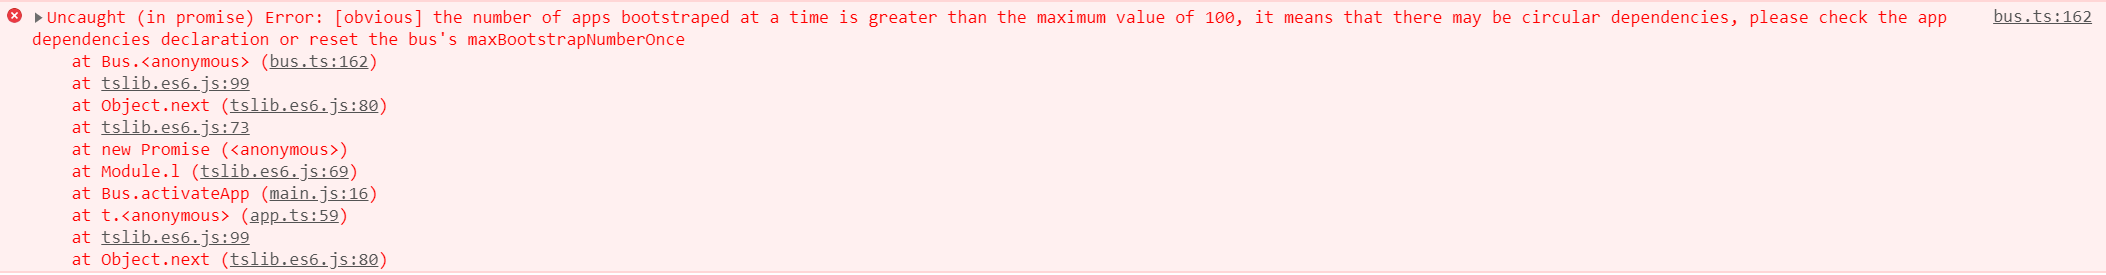 Uncaught (in promise) Error: [obvious] the number of apps bootstraped at a time is greater than the maximum value of 100, it means that there may be circular dependencies, please check the app bus.ts:162
dependencies declaration or reset the bus's maxBootstrapNumberOnce
at Bus.<anonymous> (bus.ts:162)
at tslib.es6.js:99
at Object.next (tslib.es6.js:80)
at tslib.es6.js:73
at new Promise (<anonymous>)
at Module.l (tslib.es6.js:69)
at Bus.activateApp (main.js:16)
at t.<anonymous> (app.ts:59)
at tslib.es6.js:99
at Object.next (tslib.es6.js:80)